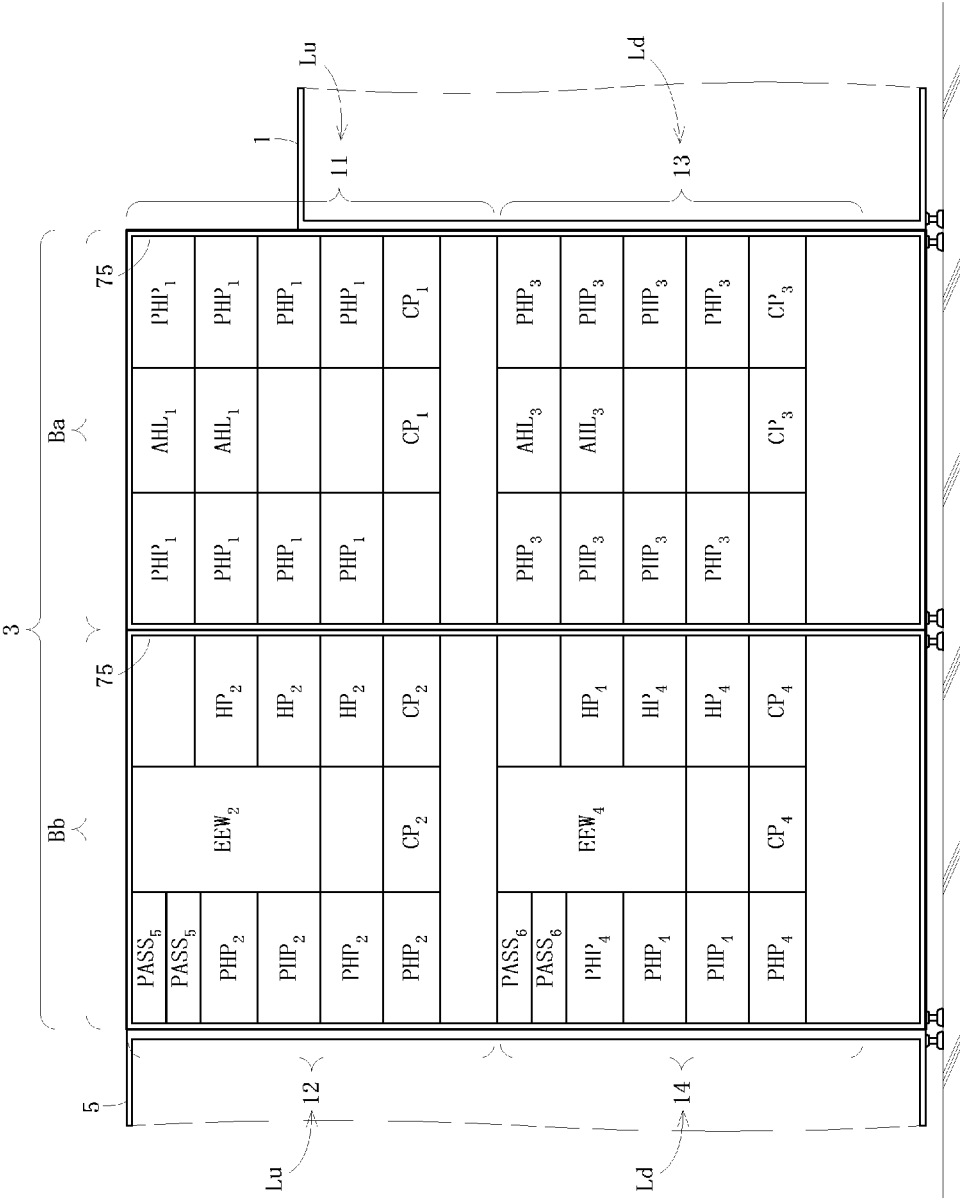 3
Bb Ba
5 75 75
PASS₅ PHP₁ AHL₁ PHP₁
PASS₅
PHP₂ EEW₂ HP₂ PHP₁ AHL₁ PHP₁
1
PHP₂ HP₂ PHP₁ PHP₁
Lu 12 11 Lu
PHP₂ HP₂ PHP₁ PHP₁
PHP₂ CP₂ CP₂ CP₁ CP₁
PASS₆ PHP₃ AHL₃ PHP₃
PASS₆
PHP₄ EEW₄ HP₄ PHP₃ AHL₃ PHP₃
PHP₄ HP₄ PHP₃ PHP₃
Ld 14 13 Ld
PHP₄ HP₄ PHP₃ PHP₃
PHP₄ CP₄ CP₄ CP₃ CP₃